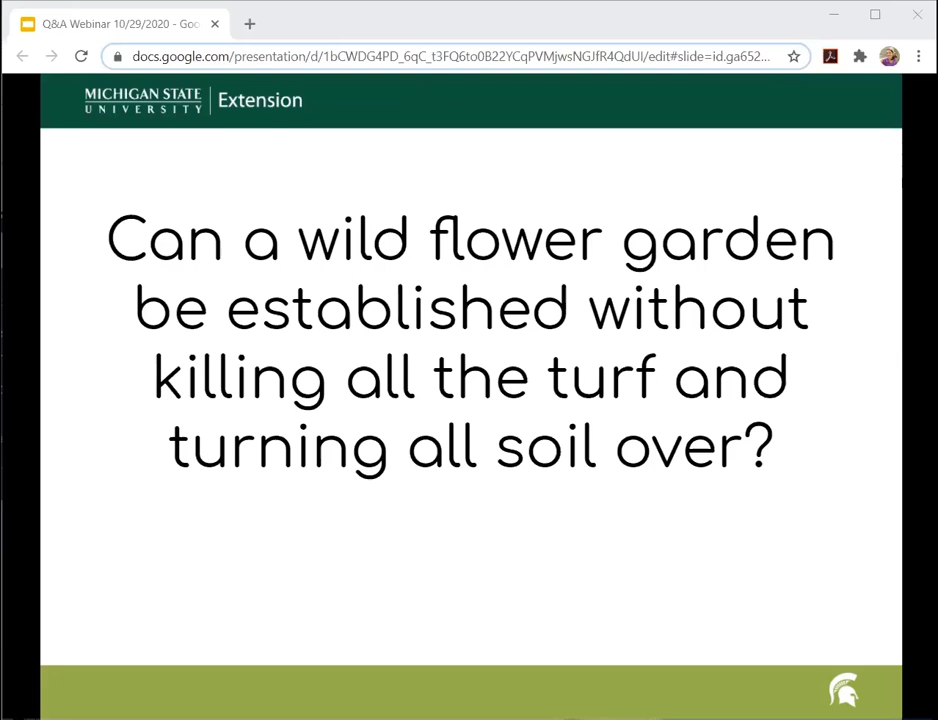 Q&A Webinar 10/29/2020 - Goo
docs.google.com/presentation/d/1bCWDG4PD_6qC_t3FQ6to0B22YCqPVMjwsNGJfR4QdUI/edit#slide=id.ga652...
MICHIGAN STATE
UNIVERSITY
Extension
Can a wild flower garden
be established without
killing all the turf and
turning all soil over?